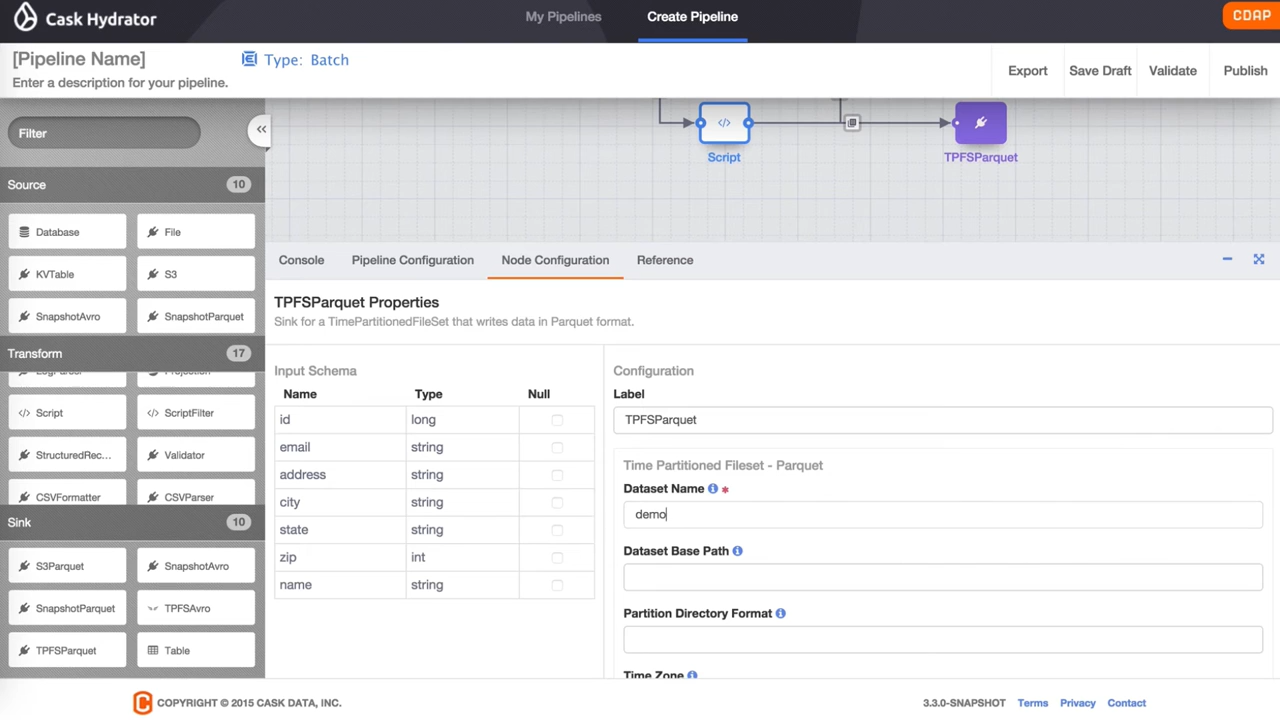 Cask Hydrator
My Pipelines
Create Pipeline
CDAP
[Pipeline Name]
Type: Batch
Enter a description for your pipeline.
Export
Save Draft
Validate
Publish
Filter
Source 10
Database
File
KVTable
S3
SnapshotAvro
SnapshotParquet
Transform 17
LogParser
Projection
Script
ScriptFilter
StructuredRec...
Validator
CSVFormatter
CSVParser
Sink 10
S3Parquet
SnapshotAvro
SnapshotParquet
TPFSAvro
TPFSParquet
Table
</> Script
TPFSParquet
Console
Pipeline Configuration
Node Configuration
Reference
TPFSParquet Properties
Sink for a TimePartitionedFileSet that writes data in Parquet format.
Input Schema
Name Type Null
id long
email string
address string
city string
state string
zip int
name string
Configuration
Label
TPFSParquet
Time Partitioned Fileset - Parquet
Dataset Name *
demo
Dataset Base Path
Partition Directory Format
Time Zone
COPYRIGHT © 2015 CASK DATA, INC.
3.3.0-SNAPSHOT
Terms
Privacy
Contact